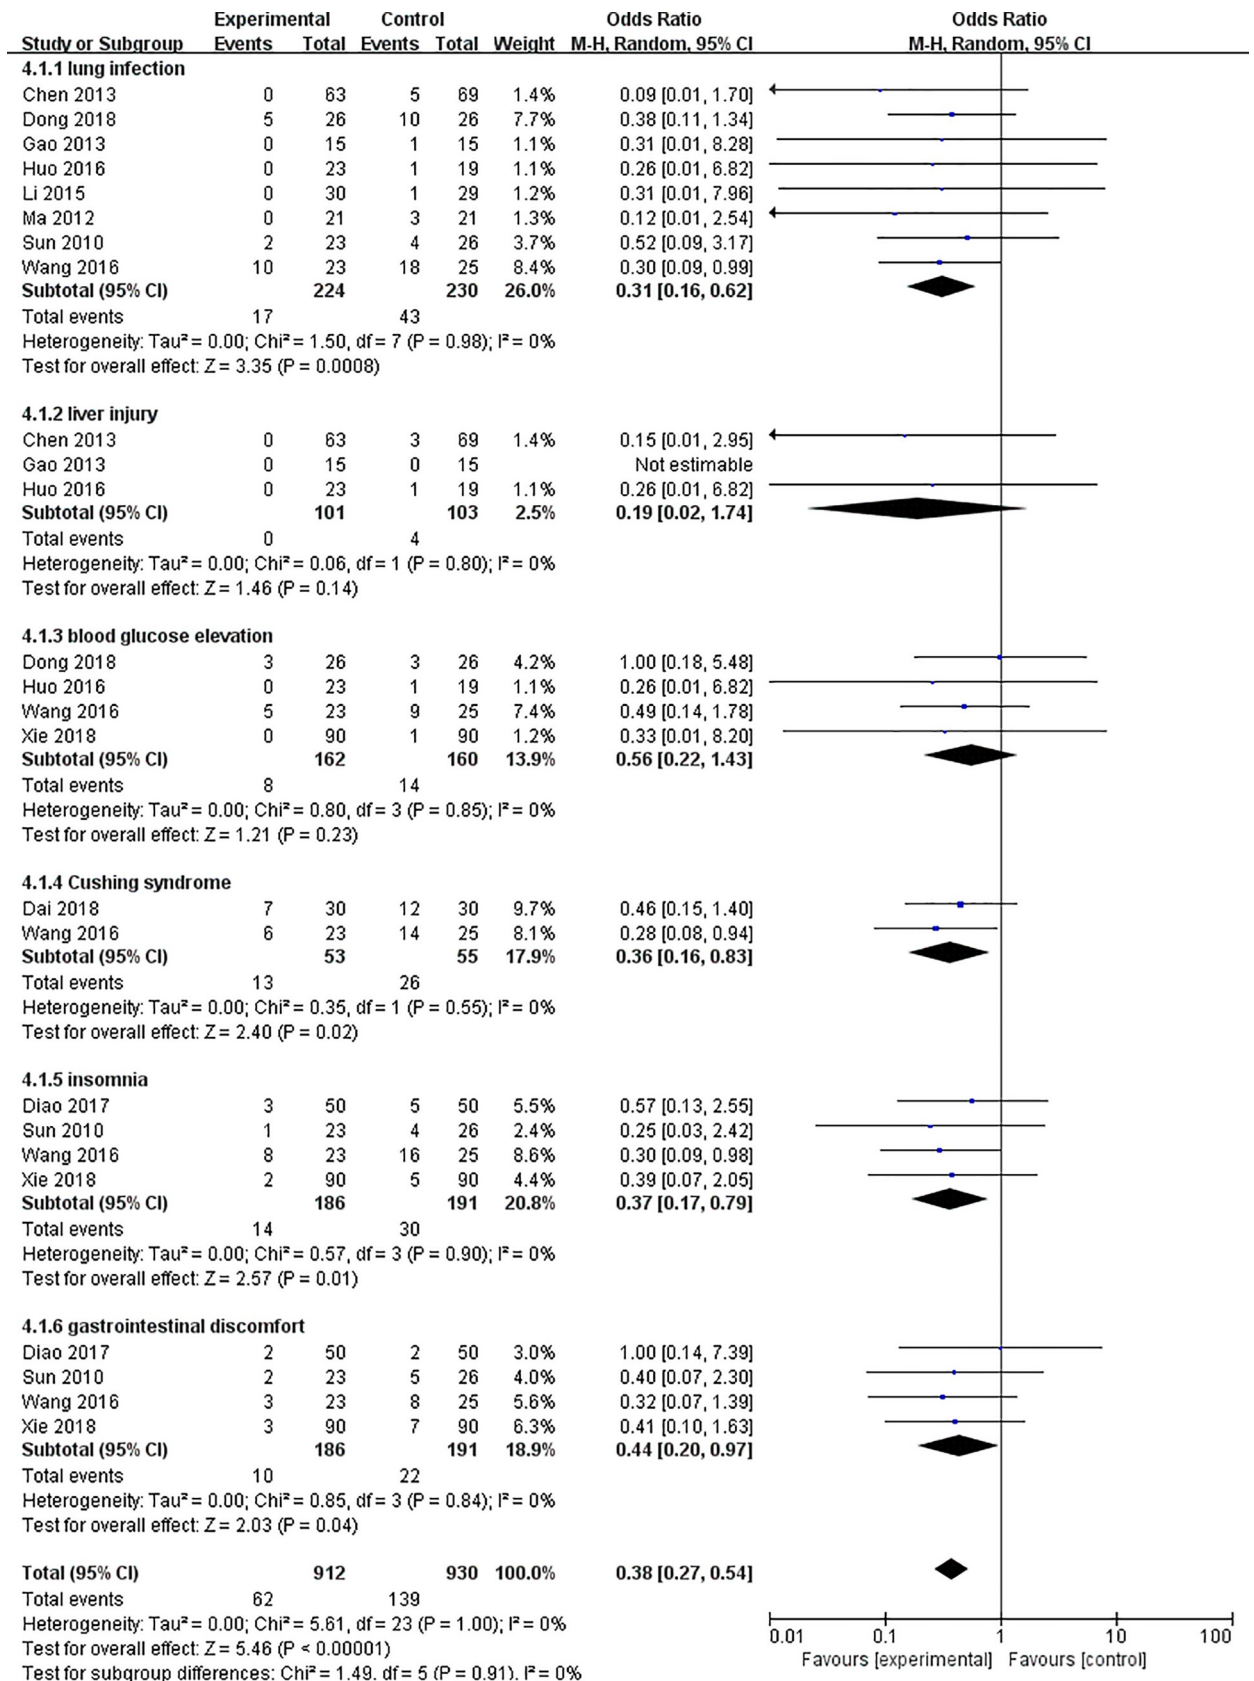 Experimental Control Odds Ratio Odds Ratio
Study or Subgroup Events Total Events Total Weight M-H, Random, 95% CI M-H, Random, 95% CI
4.1.1 lung infection
Chen 2013 0 63 5 69 1.4% 0.09 [0.01, 1.70]
Dong 2018 5 26 10 26 7.7% 0.38 [0.11, 1.34]
Gao 2013 0 15 1 15 1.1% 0.31 [0.01, 8.28]
Huo 2016 0 23 1 19 1.1% 0.26 [0.01, 6.82]
Li 2015 0 30 1 29 1.2% 0.31 [0.01, 7.96]
Ma 2012 0 21 3 21 1.3% 0.12 [0.01, 2.54]
Sun 2010 2 23 4 26 3.7% 0.52 [0.09, 3.17]
Wang 2016 10 23 18 25 8.4% 0.30 [0.09, 0.99]
Subtotal (95% CI) 224 230 26.0% 0.31 [0.16, 0.62]
Total events 17 43
Heterogeneity: Tau² = 0.00; Chi² = 1.50, df = 7 (P = 0.98); I² = 0%
Test for overall effect: Z = 3.35 (P = 0.0008)
4.1.2 liver injury
Chen 2013 0 63 3 69 1.4% 0.15 [0.01, 2.95]
Gao 2013 0 15 0 15 Not estimable
Huo 2016 0 23 1 19 1.1% 0.26 [0.01, 6.82]
Subtotal (95% CI) 101 103 2.5% 0.19 [0.02, 1.74]
Total events 0 4
Heterogeneity: Tau² = 0.00; Chi² = 0.06, df = 1 (P = 0.80); I² = 0%
Test for overall effect: Z = 1.46 (P = 0.14)
4.1.3 blood glucose elevation
Dong 2018 3 26 3 26 4.2% 1.00 [0.18, 5.48]
Huo 2016 0 23 1 19 1.1% 0.26 [0.01, 6.82]
Wang 2016 5 23 9 25 7.4% 0.49 [0.14, 1.78]
Xie 2018 0 90 1 90 1.2% 0.33 [0.01, 8.20]
Subtotal (95% CI) 162 160 13.9% 0.56 [0.22, 1.43]
Total events 8 14
Heterogeneity: Tau² = 0.00; Chi² = 0.80, df = 3 (P = 0.85); I² = 0%
Test for overall effect: Z = 1.21 (P = 0.23)
4.1.4 Cushing syndrome
Dai 2018 7 30 12 30 9.7% 0.46 [0.15, 1.40]
Wang 2016 6 23 14 25 8.1% 0.28 [0.08, 0.94]
Subtotal (95% CI) 53 55 17.9% 0.36 [0.16, 0.83]
Total events 13 26
Heterogeneity: Tau² = 0.00; Chi² = 0.35, df = 1 (P = 0.55); I² = 0%
Test for overall effect: Z = 2.40 (P = 0.02)
4.1.5 insomnia
Diao 2017 3 50 5 50 5.5% 0.57 [0.13, 2.55]
Sun 2010 1 23 4 26 2.4% 0.25 [0.03, 2.42]
Wang 2016 8 23 16 25 8.6% 0.30 [0.09, 0.98]
Xie 2018 2 90 5 90 4.4% 0.39 [0.07, 2.05]
Subtotal (95% CI) 186 191 20.8% 0.37 [0.17, 0.79]
Total events 14 30
Heterogeneity: Tau² = 0.00; Chi² = 0.57, df = 3 (P = 0.90); I² = 0%
Test for overall effect: Z = 2.57 (P = 0.01)
4.1.6 gastrointestinal discomfort
Diao 2017 2 50 2 50 3.0% 1.00 [0.14, 7.39]
Sun 2010 2 23 5 26 4.0% 0.40 [0.07, 2.30]
Wang 2016 3 23 8 25 5.6% 0.32 [0.07, 1.39]
Xie 2018 3 90 7 90 6.3% 0.41 [0.10, 1.63]
Subtotal (95% CI) 186 191 18.9% 0.44 [0.20, 0.97]
Total events 10 22
Heterogeneity: Tau² = 0.00; Chi² = 0.85, df = 3 (P = 0.84); I² = 0%
Test for overall effect: Z = 2.03 (P = 0.04)
Total (95% CI) 912 930 100.0% 0.38 [0.27, 0.54]
Total events 62 139
Heterogeneity: Tau² = 0.00; Chi² = 5.61, df = 23 (P = 1.00); I² = 0%
Test for overall effect: Z = 5.46 (P < 0.00001)
Test for subgroup differences: Chi² = 1.49, df = 5 (P = 0.91), I² = 0%
0.01 0.1 1 10 100
Favours [experimental] Favours [control]